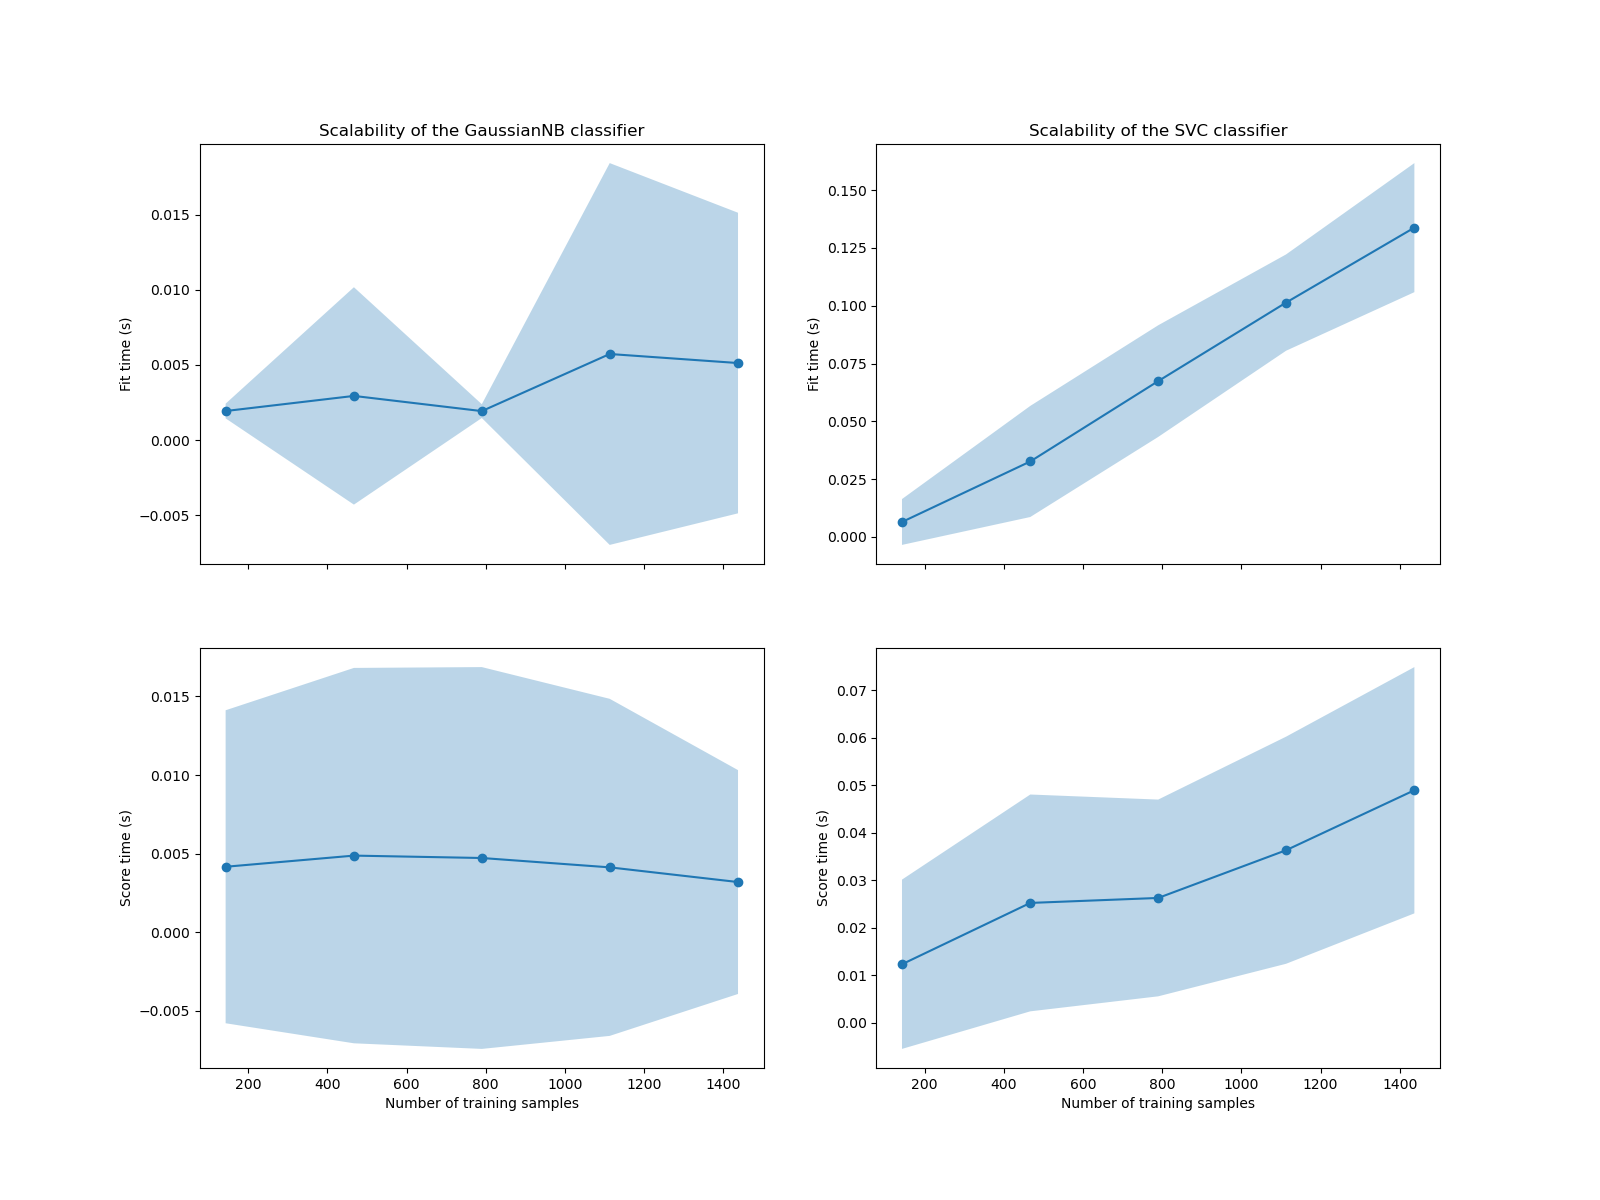 Scalability of the GaussianNB classifier
Fit time (s)
0.015
0.010
0.005
0.000
−0.005
Scalability of the SVC classifier
Fit time (s)
0.150
0.125
0.100
0.075
0.050
0.025
0.000
Score time (s)
0.015
0.010
0.005
0.000
−0.005
200 400 600 800 1000 1200 1400
Number of training samples
Score time (s)
0.07
0.06
0.05
0.04
0.03
0.02
0.01
0.00
200 400 600 800 1000 1200 1400
Number of training samples